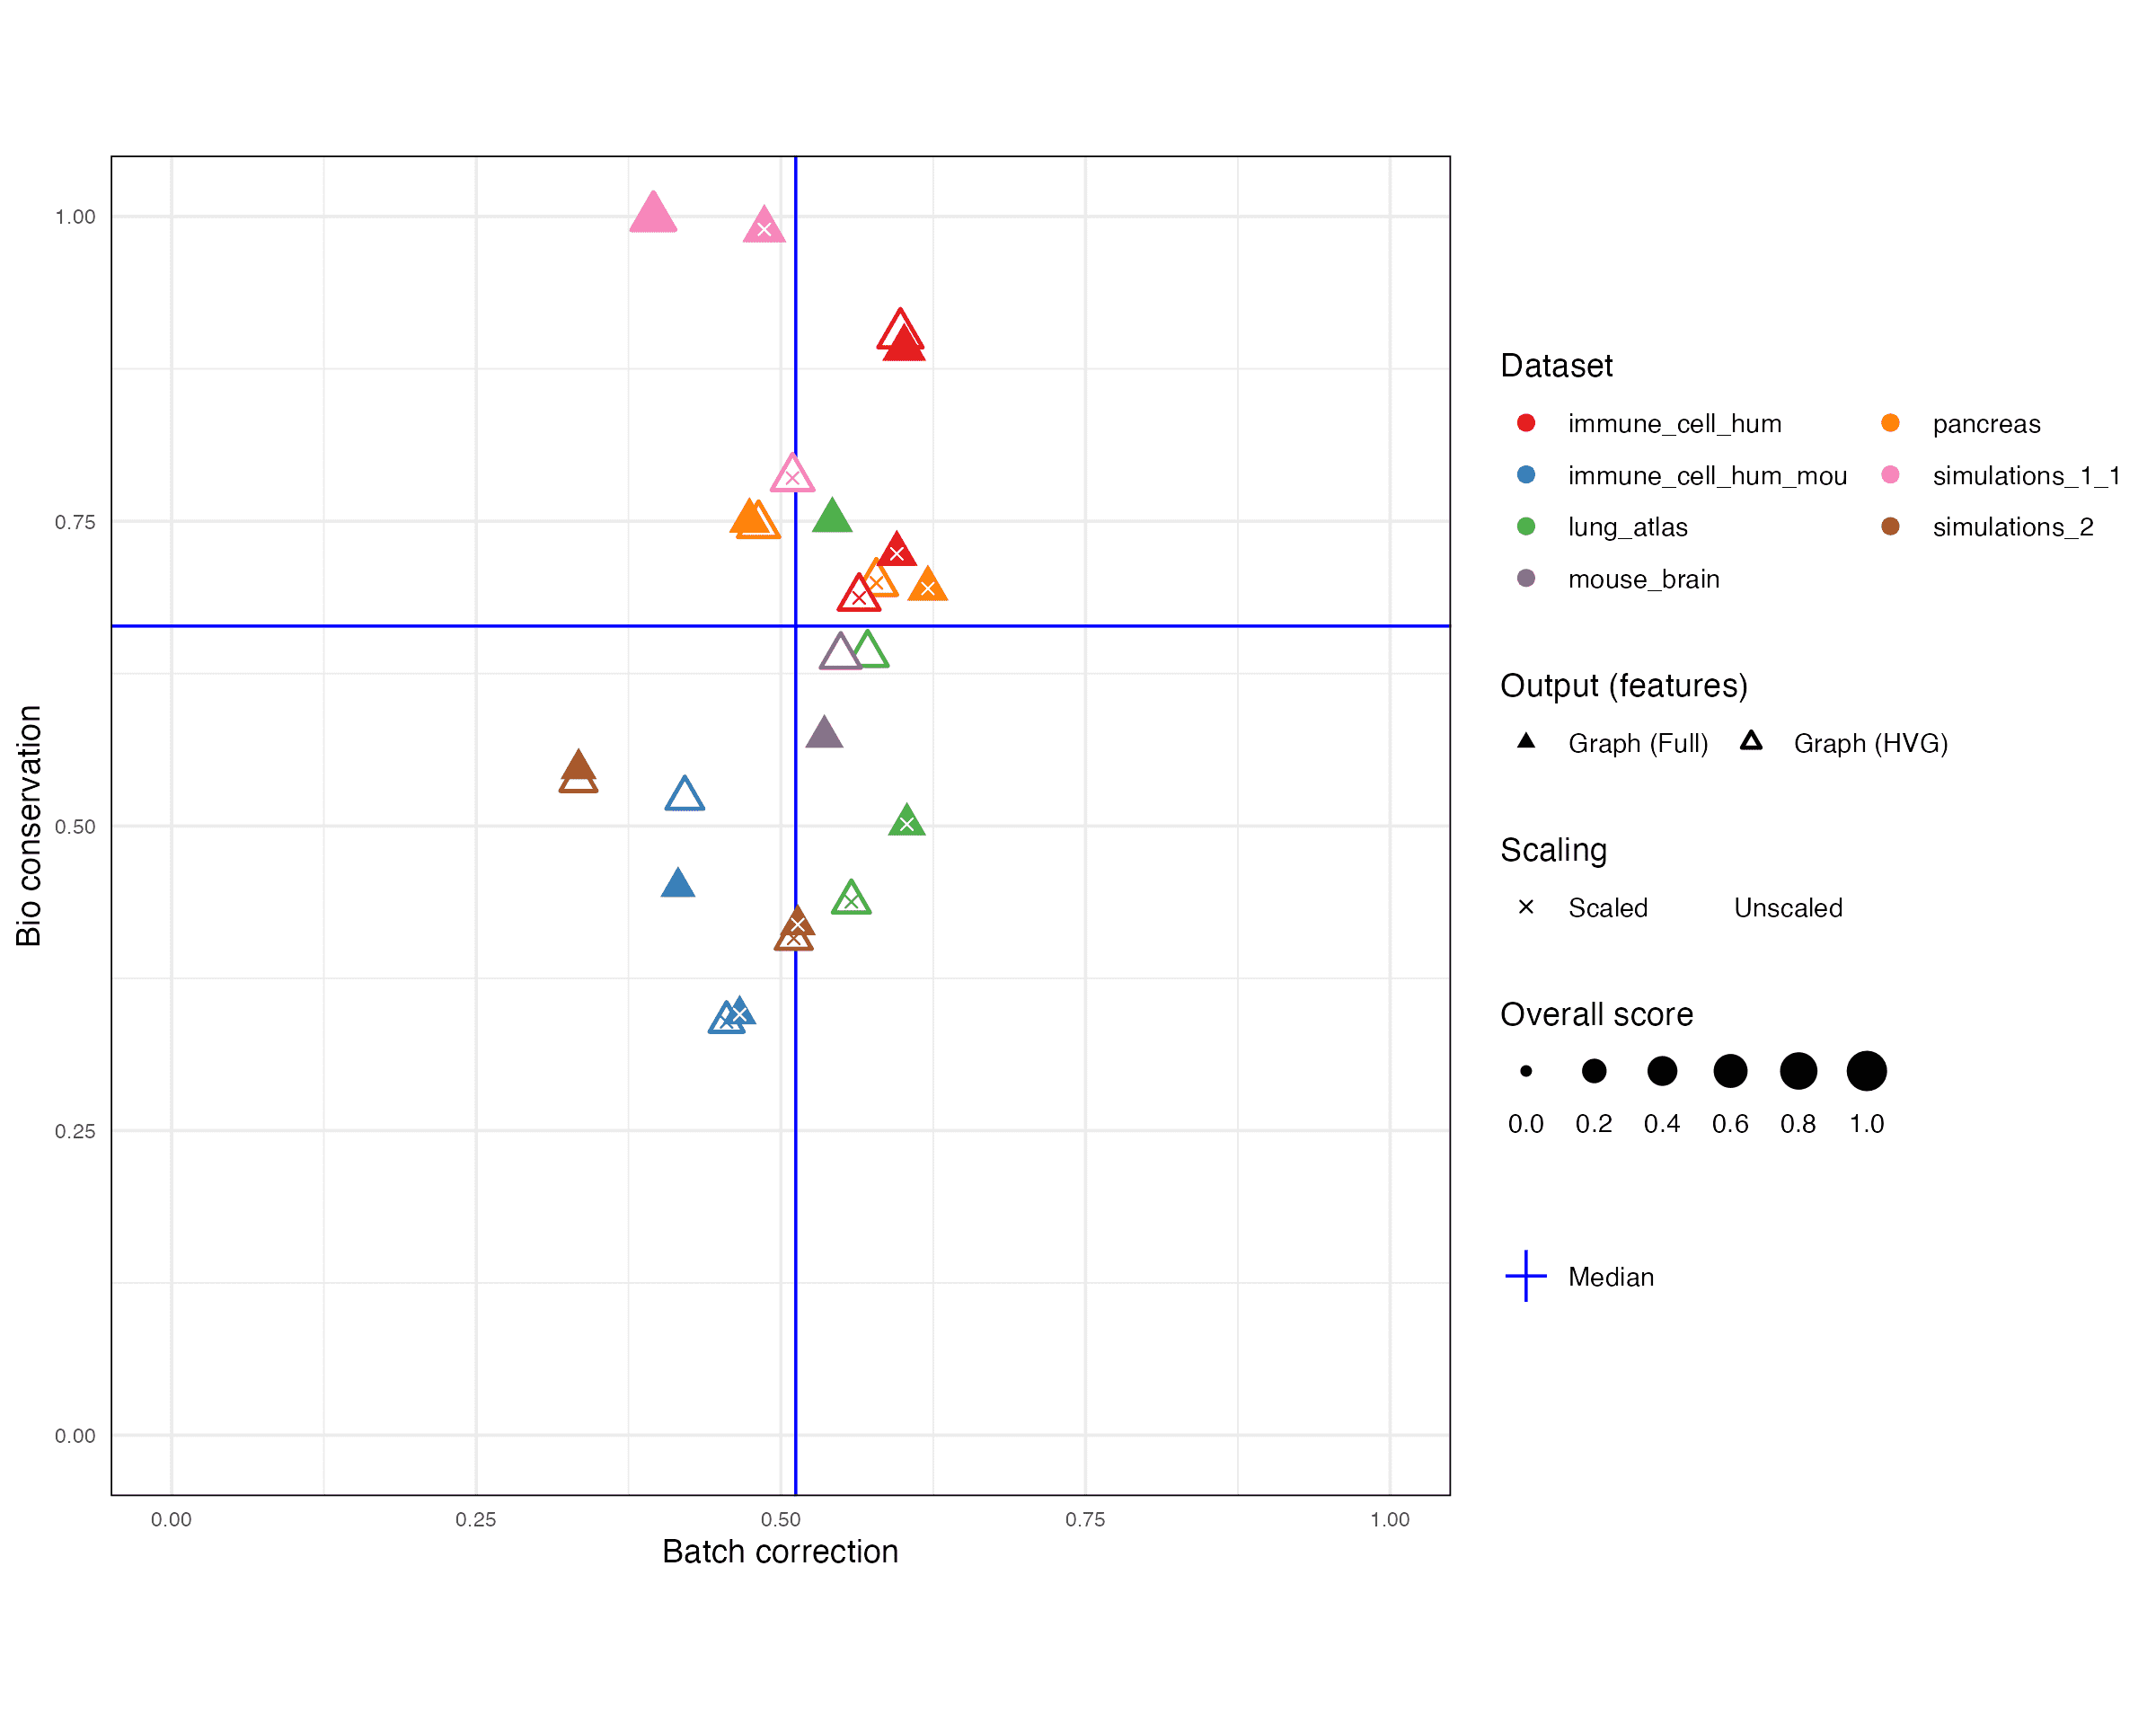 1.00
0.75
0.50
0.25
0.00
Bio conservation
0.00 0.25 0.50 0.75 1.00
Batch correction
Dataset
immune_cell_hum pancreas
immune_cell_hum_mou simulations_1_1
lung_atlas simulations_2
mouse_brain
Output (features)
Graph (Full) Graph (HVG)
Scaling
Scaled Unscaled
Overall score
0.0 0.2 0.4 0.6 0.8 1.0
Median